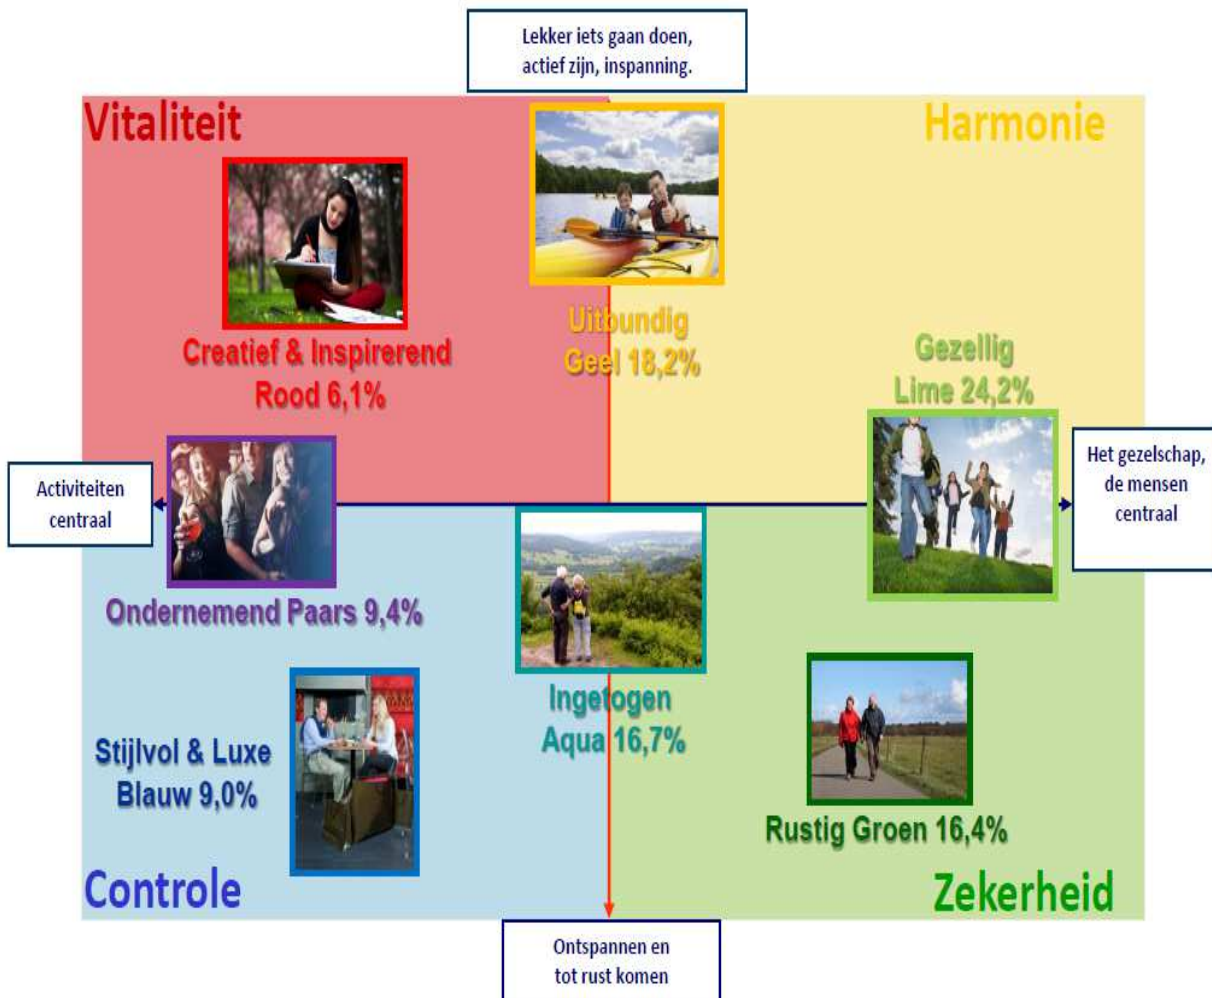 Lekker iets gaan doen,
actief zijn, inspanning.
Vitaliteit
Harmonie
Creatief & Inspirerend
Rood 6,1%
Uitbundig
Geel 18,2%
Gezellig
Lime 24,2%
Activiteiten
centraal
Het gezelschap,
de mensen
centraal
Ondernemend Paars 9,4%
Ingetogen
Aqua 16,7%
Stijlvol & Luxe
Blauw 9,0%
Rustig Groen 16,4%
Controle
Zekerheid
Ontspannen en
tot rust komen